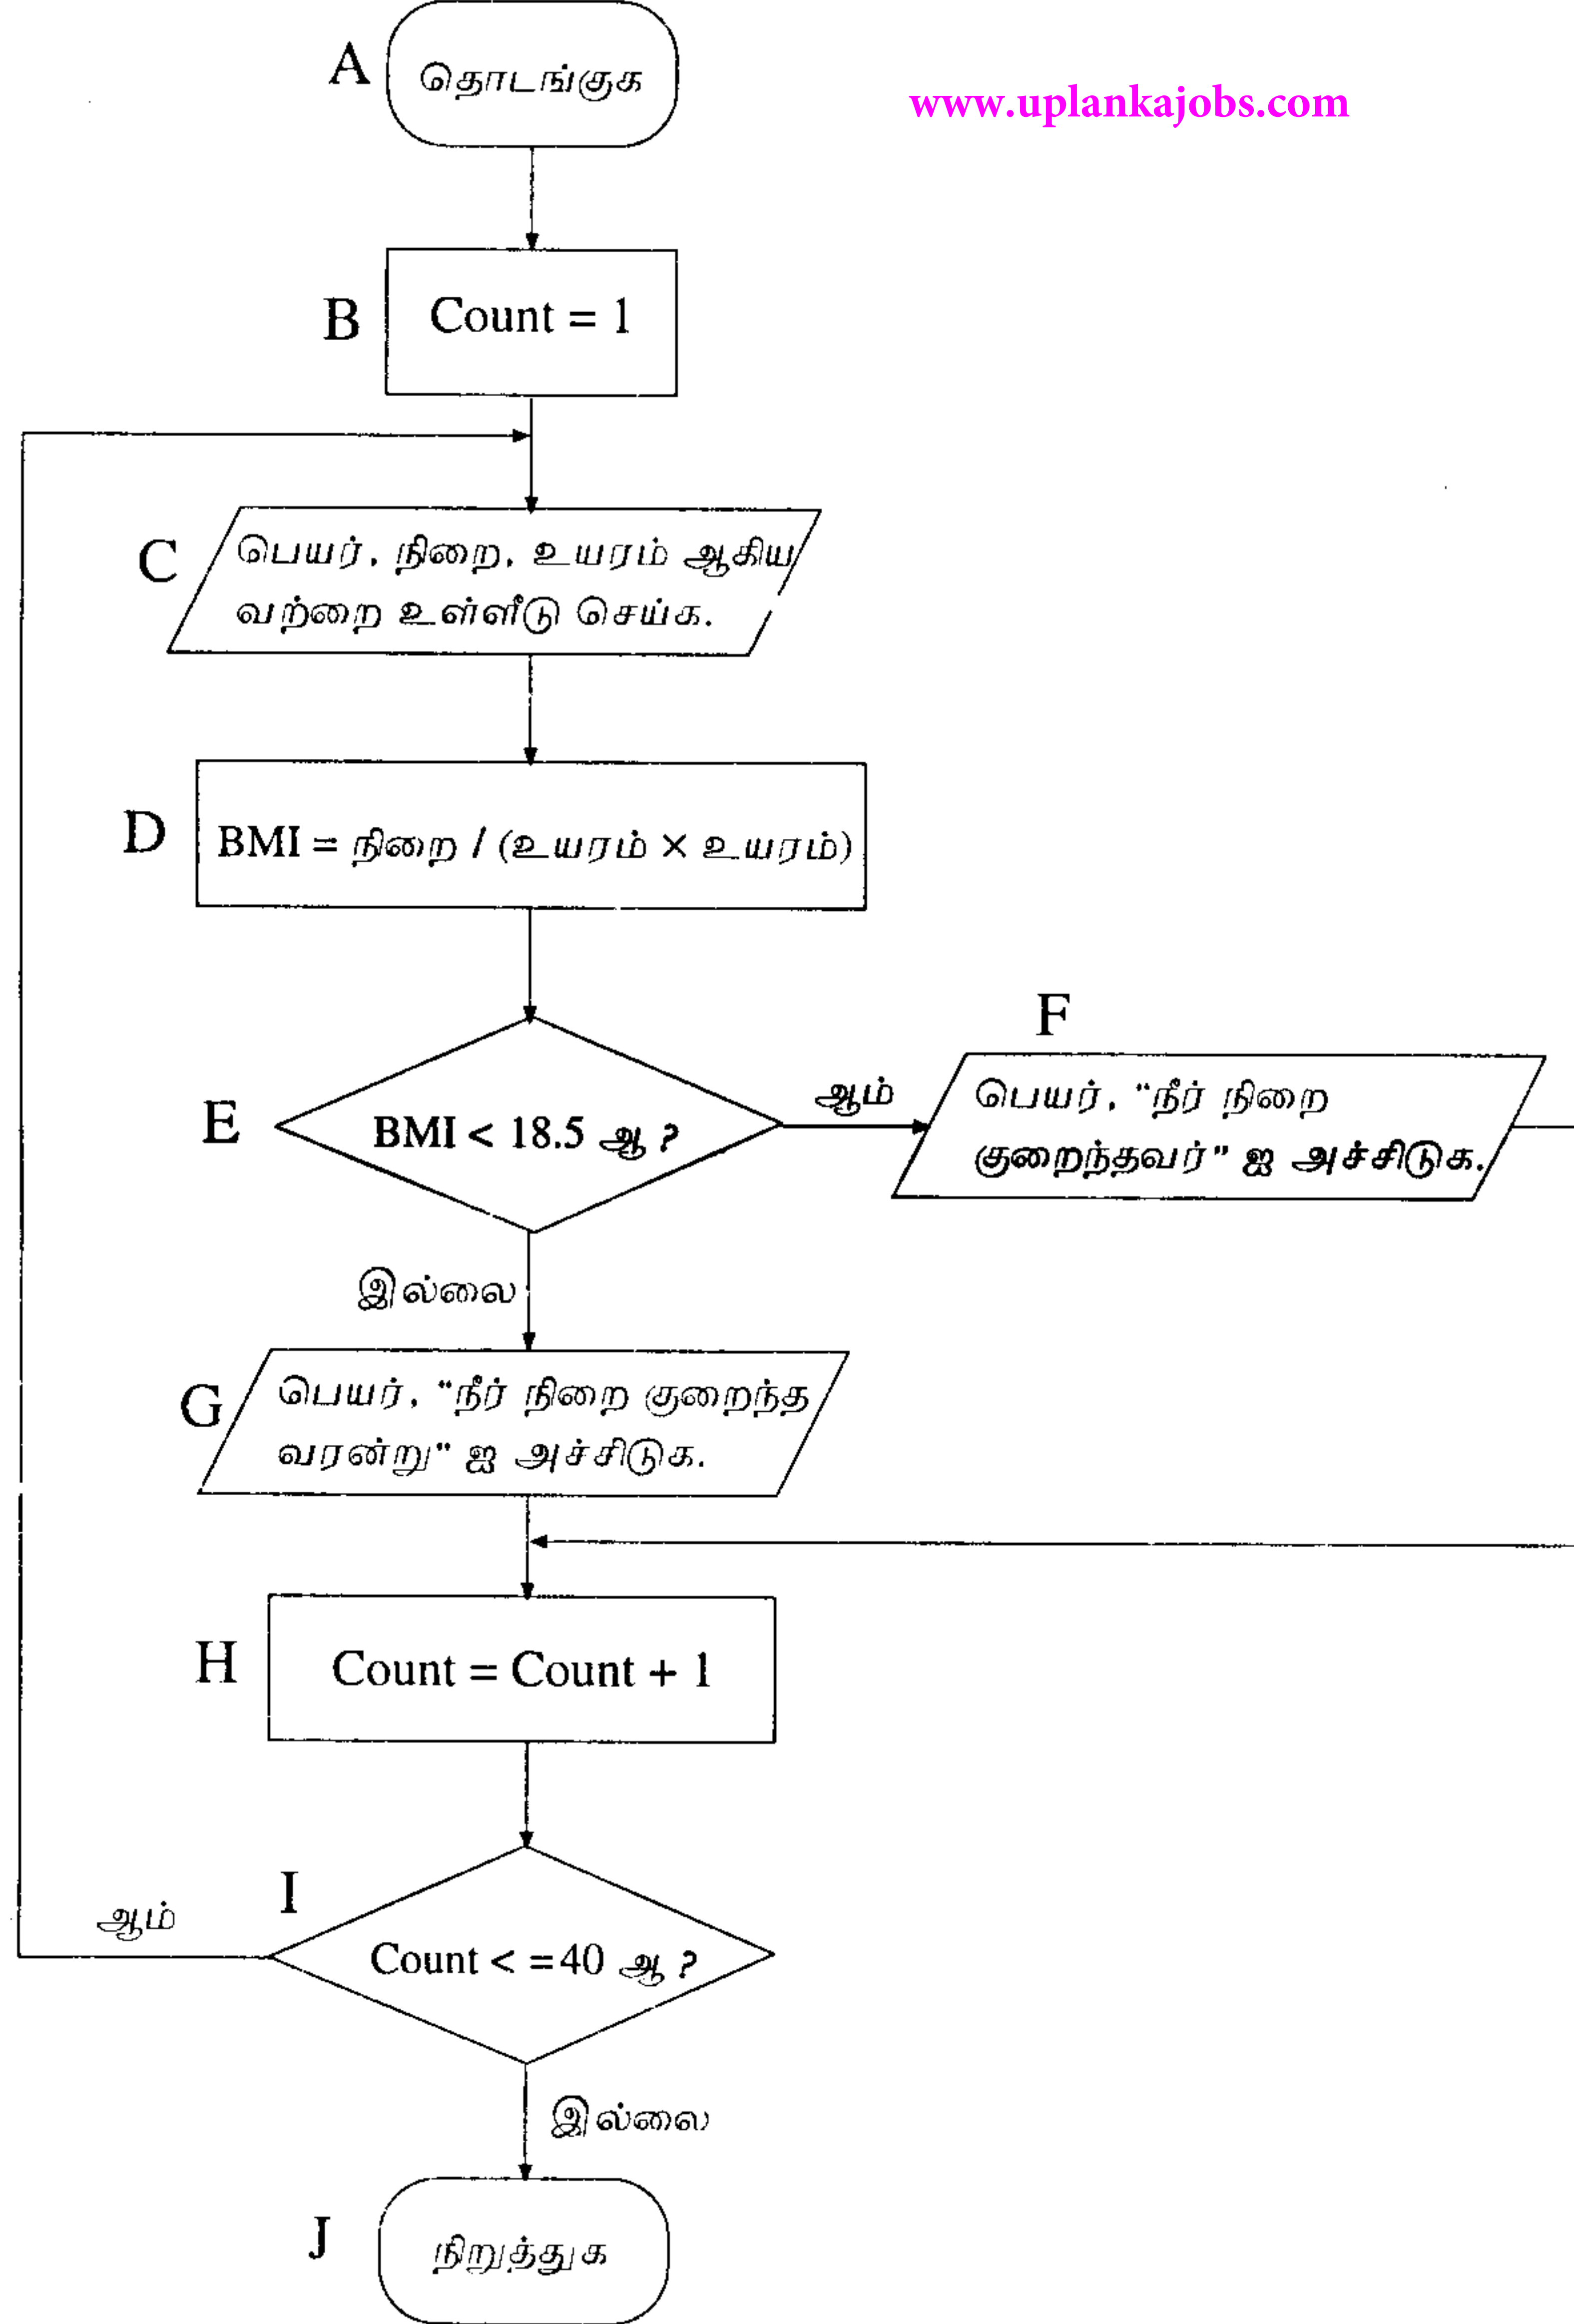 A
தொடங்குக
www.uplankajobs.com
B
Count = 1
C
பெயர், நிறை, உயரம் ஆகிய
வற்றை உள்ளீடு செய்க.
D
BMI = நிறை / (உயரம் × உயரம்)
E
BMI < 18.5 ஆ ?
ஆம்
F
பெயர், "நீர் நிறை
குறைந்தவர்" ஐ அச்சிடுக.
இல்லை
G
பெயர், "நீர் நிறை குறைந்த
வரன்று" ஐ அச்சிடுக.
H
Count = Count + 1
I
ஆம்
Count < =40 ஆ ?
இல்லை
J
நிறுத்துக